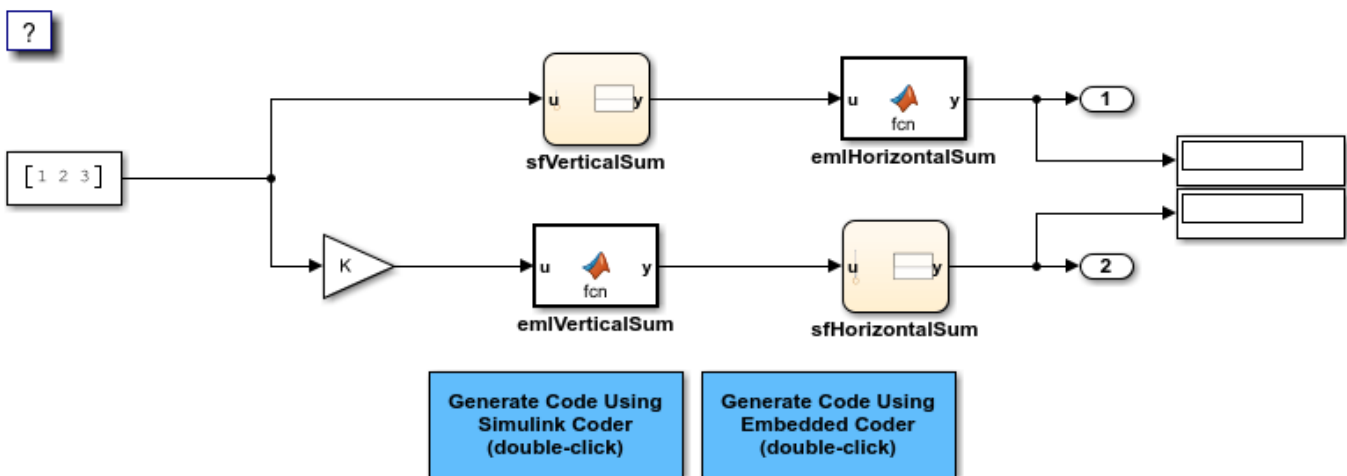 ?
u y
sfVerticalSum
u y
fcn
emlHorizontalSum
1
[1 2 3]
K
u y
fcn
emlVerticalSum
u y
sfHorizontalSum
2
Generate Code Using
Simulink Coder
(double-click)
Generate Code Using
Embedded Coder
(double-click)